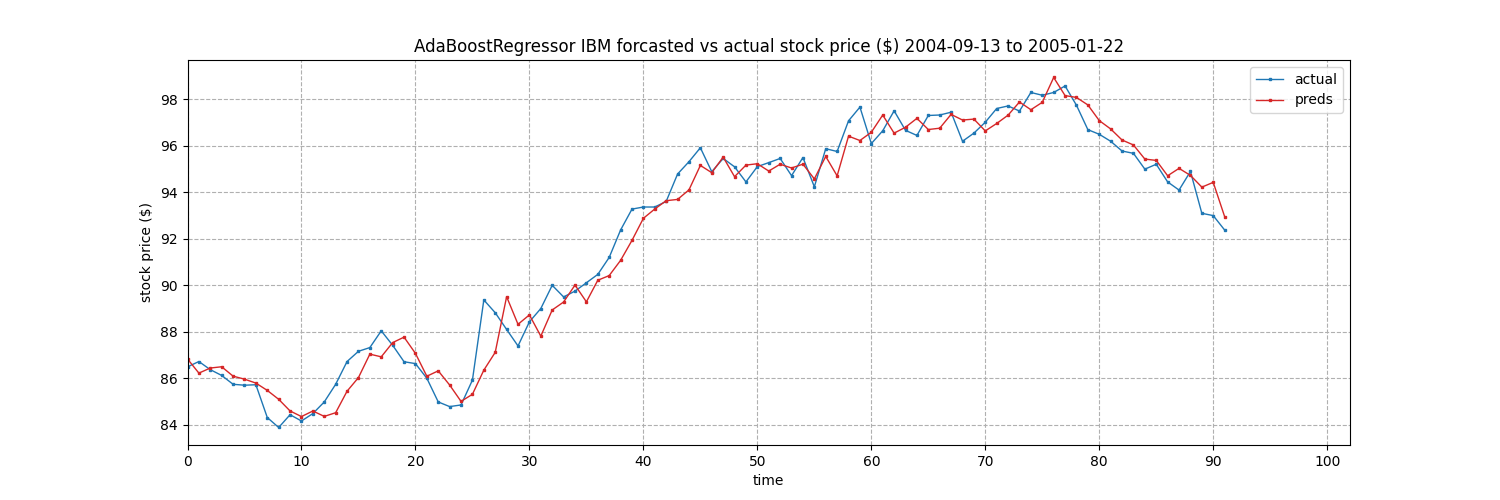 AdaBoostRegressor IBM forcasted vs actual stock price ($) 2004-09-13 to 2005-01-22
actual
preds
98
96
94
92
90
88
86
84
stock price ($)
0 10 20 30 40 50 60 70 80 90 100
time